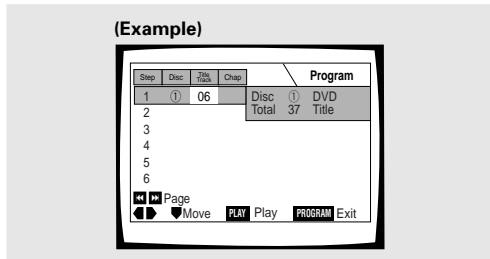 (Example)
Step Disc Title Track Chap Program
1 ① 06 Disc ① DVD
2 Total 37 Title
3
4
5
6
Page
Move PLAY Play PROGRAM Exit